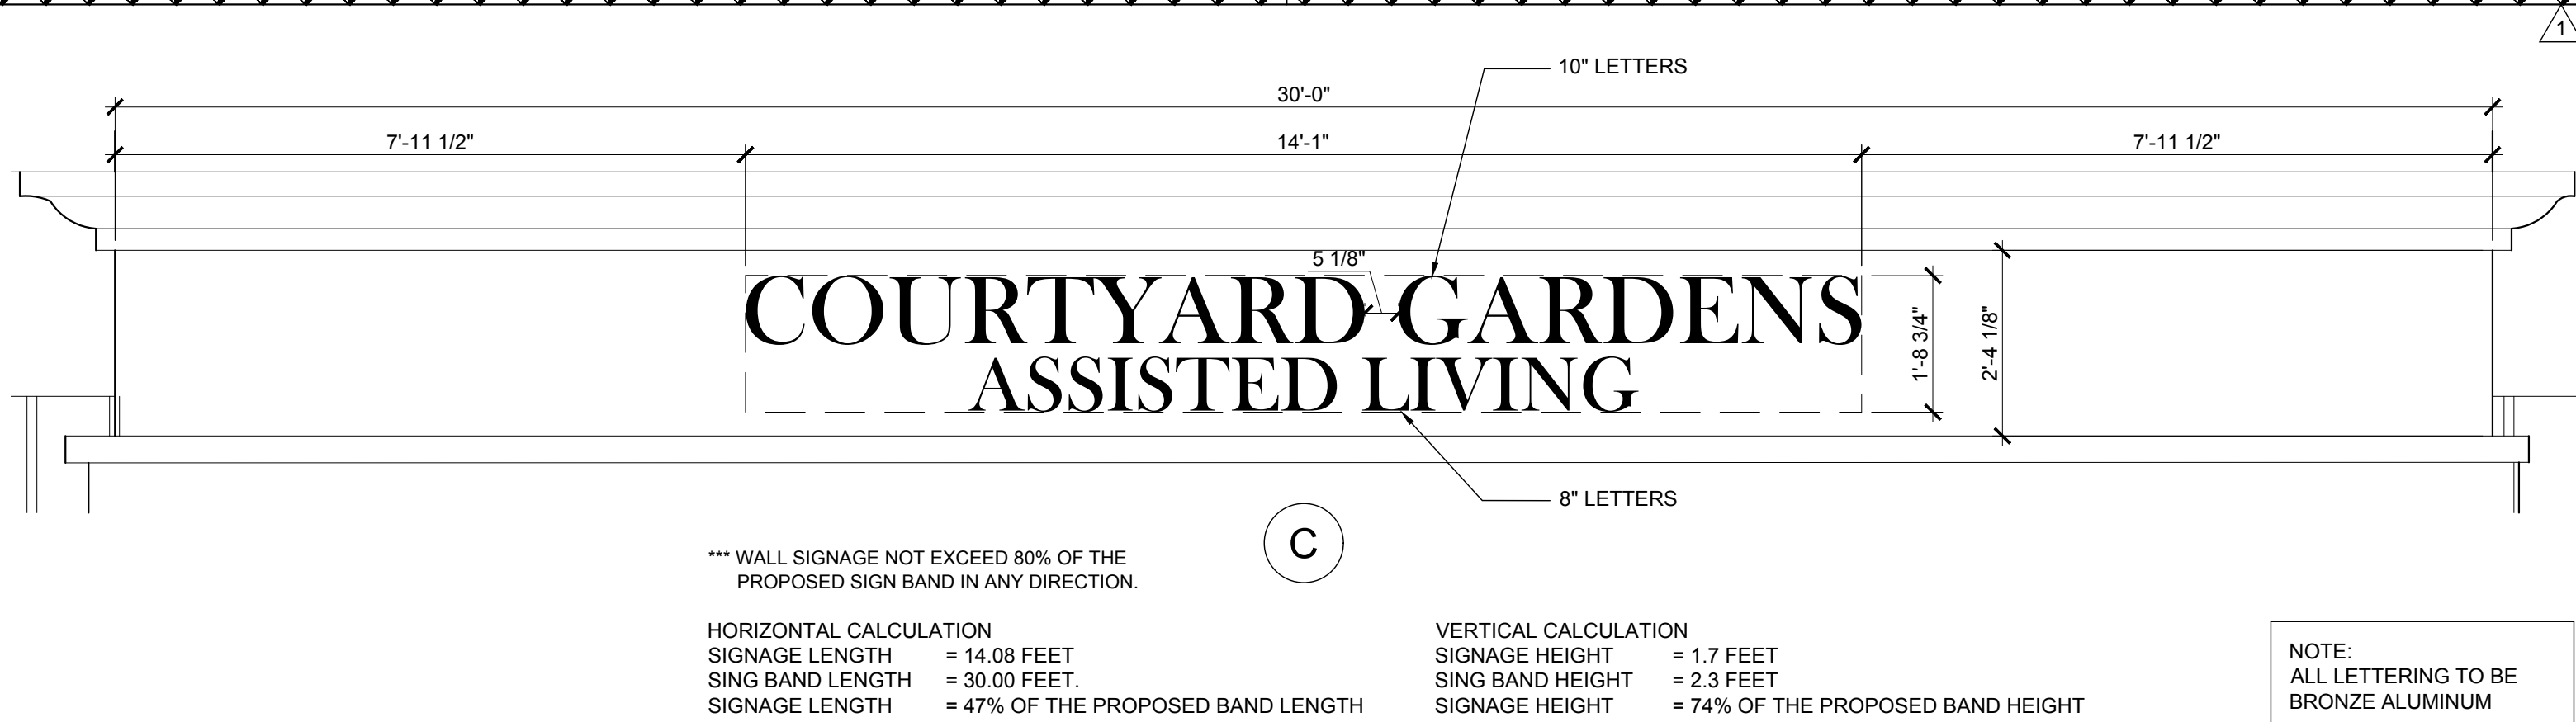 1
10" LETTERS
30'-0"
7'-11 1/2"
14'-1"
7'-11 1/2"
5 1/8"
COURTYARD GARDENS
ASSISTED LIVING
1'-8 3/4"
2'-4 1/8"
8" LETTERS
C
*** WALL SIGNAGE NOT EXCEED 80% OF THE
PROPOSED SIGN BAND IN ANY DIRECTION.
HORIZONTAL CALCULATION
SIGNAGE LENGTH = 14.08 FEET
SING BAND LENGTH = 30.00 FEET.
SIGNAGE LENGTH = 47% OF THE PROPOSED BAND LENGTH
VERTICAL CALCULATION
SIGNAGE HEIGHT = 1.7 FEET
SING BAND HEIGHT = 2.3 FEET
SIGNAGE HEIGHT = 74% OF THE PROPOSED BAND HEIGHT
NOTE:
ALL LETTERING TO BE
BRONZE ALUMINUM